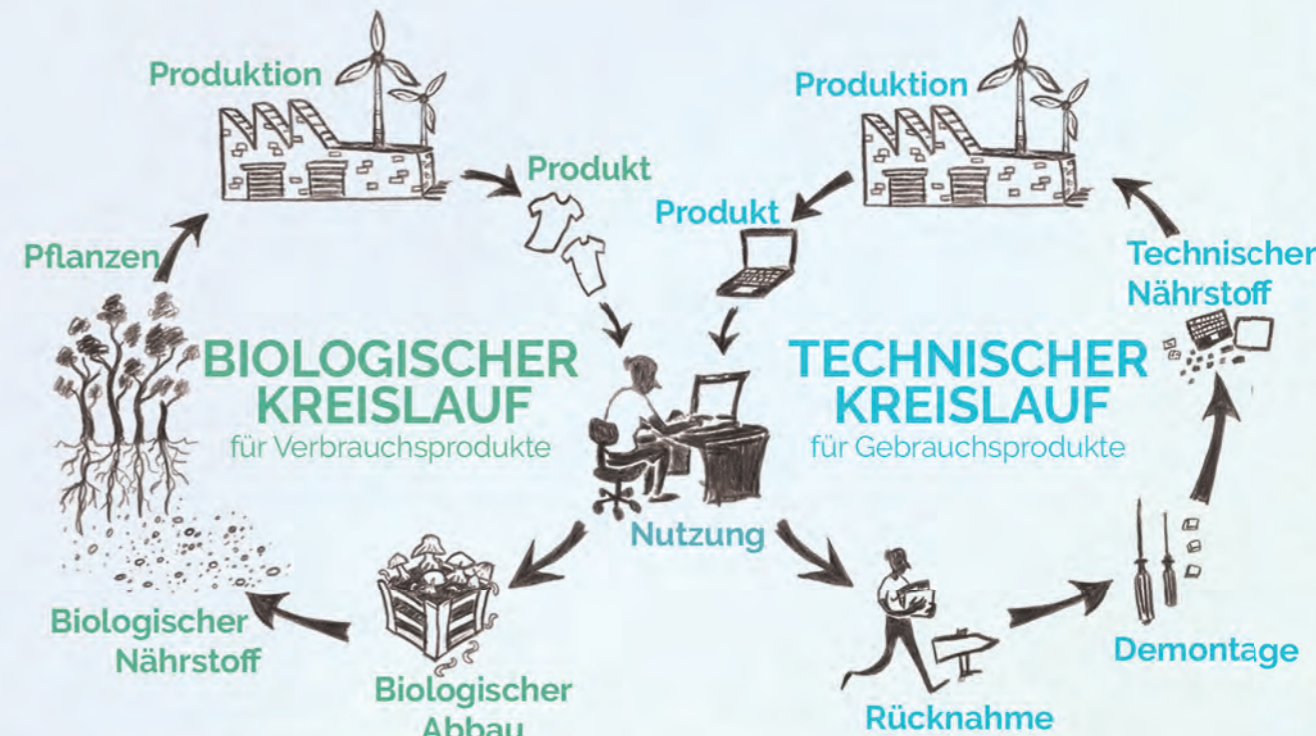 Produktion
Produkt
Pflanzen
BIOLOGISCHER
KREISLAUF
für Verbrauchsprodukte
Biologischer
Nährstoff
Biologischer
Abbau
Nutzung
Produktion
Produkt
Technischer
Nährstoff
TECHNISCHER
KREISLAUF
für Gebrauchsprodukte
Demontage
Rücknahme